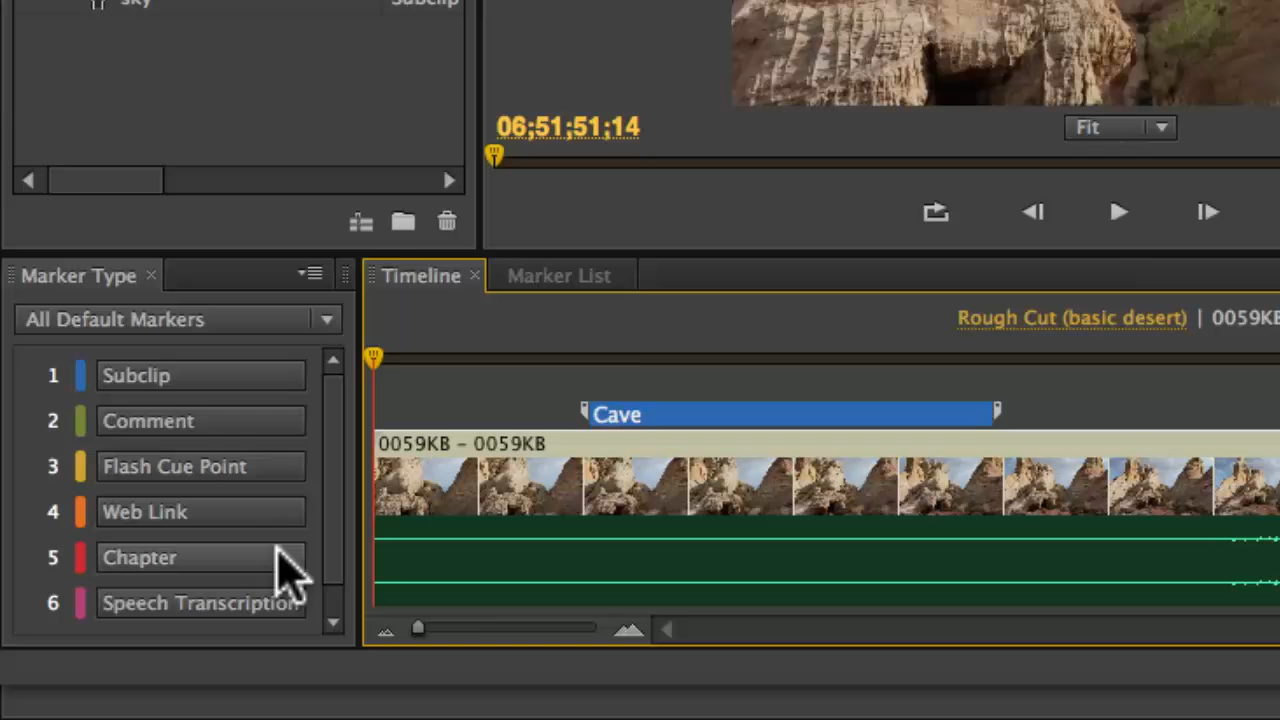 sky Subclip
06;51;51;14
Fit
Marker Type
Timeline
Marker List
All Default Markers
Rough Cut (basic desert) | 0059KB
1 Subclip
2 Comment
3 Flash Cue Point
4 Web Link
5 Chapter
6 Speech Transcription
Cave
0059KB - 0059KB